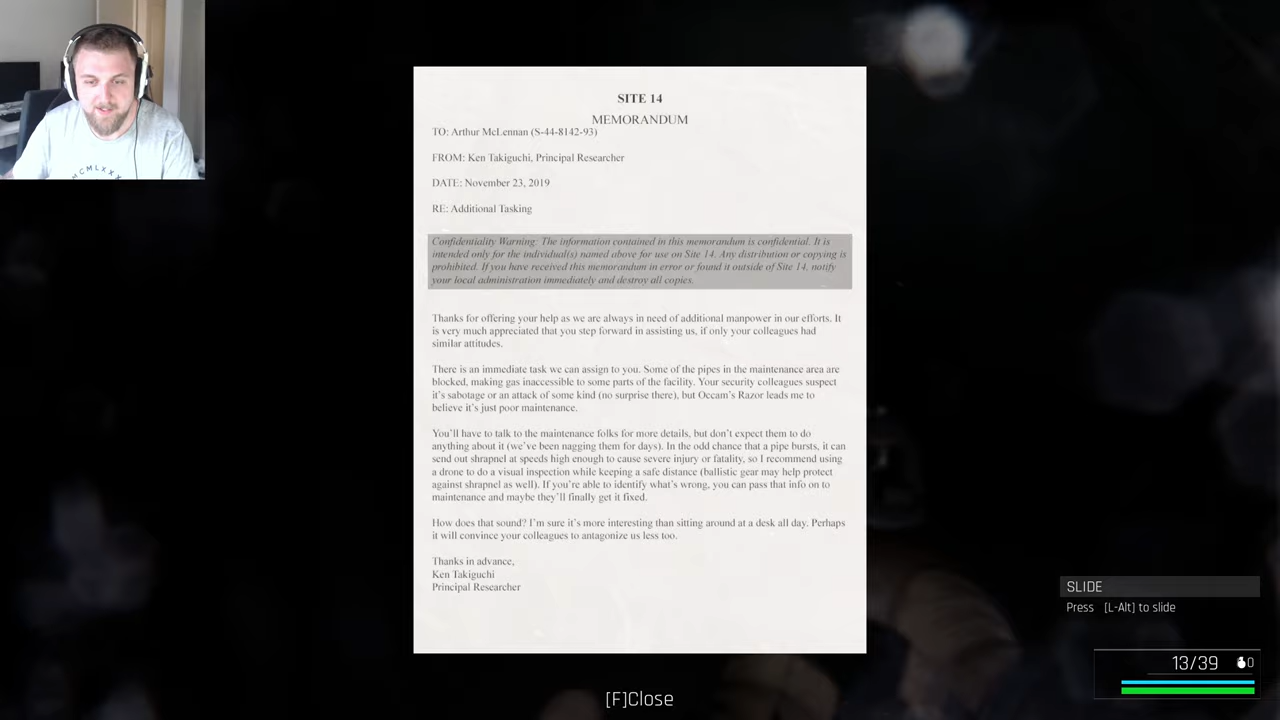 MCMLXXX
SITE 14
MEMORANDUM
TO: Arthur McLennan (S-44-8142-93)
FROM: Ken Takiguchi, Principal Researcher
DATE: November 23, 2019
RE: Additional Tasking
Confidentiality Warning: The information contained in this memorandum is confidential. It is
intended only for the individual(s) named above for use on Site 14. Any distribution or copying is
prohibited. If you have received this memorandum in error or found it outside of Site 14, notify
your local administration immediately and destroy all copies.
Thanks for offering your help as we are always in need of additional manpower in our efforts. It
is very much appreciated that you step forward in assisting us, if only your colleagues had
similar attitudes.
There is an immediate task we can assign to you. Some of the pipes in the maintenance area are
blocked, making gas inaccessible to some parts of the facility. Your security colleagues suspect
it's sabotage or an attack of some kind (no surprise there), but Occam's Razor leads me to
believe it's just poor maintenance.
You'll have to talk to the maintenance folks for more details, but don't expect them to do
anything about it (we've been nagging them for days). In the odd chance that a pipe bursts, it can
send out shrapnel at speeds high enough to cause severe injury or fatality, so I recommend using
a drone to do a visual inspection while keeping a safe distance (ballistic gear may help protect
against shrapnel as well). If you're able to identify what's wrong, you can pass that info on to
maintenance and maybe they'll finally get it fixed.
How does that sound? I'm sure it's more interesting than sitting around at a desk all day. Perhaps
it will convince your colleagues to antagonize us less too.
Thanks in advance,
Ken Takiguchi
Principal Researcher
SLIDE
Press [L-Alt] to slide
13/39 0
[F]Close